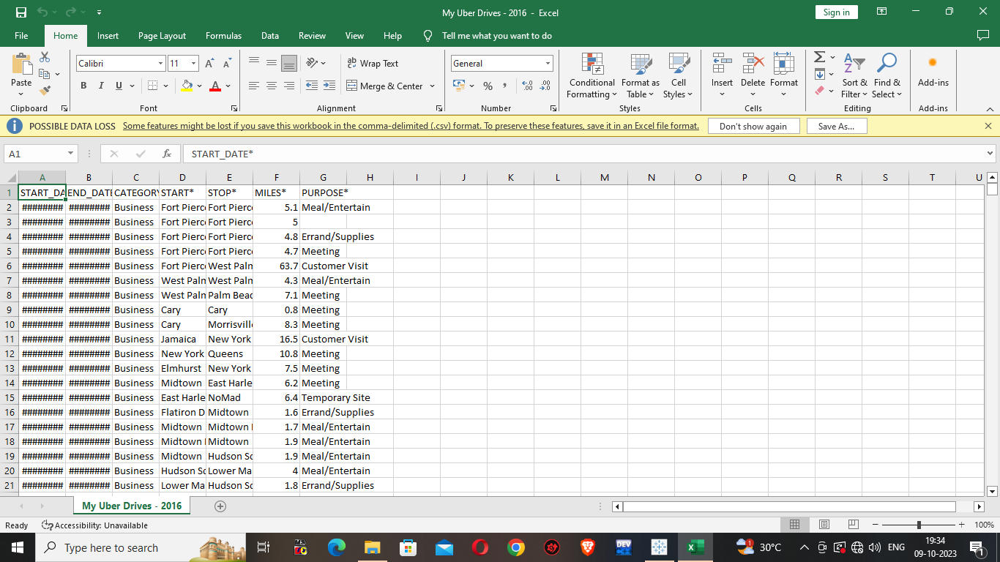 My Uber Drives - 2016 - Excel
Sign in
File Home Insert Page Layout Formulas Data Review View Help Tell me what you want to do
Paste
Calibri 11
B I U
Wrap Text
Merge & Center
General
Conditional Formatting
Format as Table
Cell Styles
Insert Delete Format
Sort & Filter
Find & Select
Add-ins
Clipboard Font Alignment Number Styles Cells Editing Add-ins
POSSIBLE DATA LOSS Some features might be lost if you save this workbook in the comma-delimited (.csv) format. To preserve these features, save it in an Excel file format. Don't show again Save As...
A1 fx START_DATE*
A B C D E F G H I J K L M N O P Q R S T U
1 START_DA END_DATE CATEGORY START* STOP* MILES* PURPOSE*
2 ######## ######## Business Fort Pierc Fort Pierc 5.1 Meal/Entertain
3 ######## ######## Business Fort Pierc Fort Pierc 5
4 ######## ######## Business Fort Pierc Fort Pierc 4.8 Errand/Supplies
5 ######## ######## Business Fort Pierc Fort Pierc 4.7 Meeting
6 ######## ######## Business Fort Pierc West Palm 63.7 Customer Visit
7 ######## ######## Business West Palm West Palm 4.3 Meal/Entertain
8 ######## ######## Business West Palm Palm Beac 7.1 Meeting
9 ######## ######## Business Cary Cary 0.8 Meeting
10 ######## ######## Business Cary Morrisville 8.3 Meeting
11 ######## ######## Business Jamaica New York 16.5 Customer Visit
12 ######## ######## Business New York Queens 10.8 Meeting
13 ######## ######## Business Elmhurst New York 7.5 Meeting
14 ######## ######## Business Midtown East Harle 6.2 Meeting
15 ######## ######## Business East Harle NoMad 6.4 Temporary Site
16 ######## ######## Business Flatiron D Midtown 1.6 Errand/Supplies
17 ######## ######## Business Midtown Midtown 1.7 Meal/Entertain
18 ######## ######## Business Midtown Midtown 1.9 Meal/Entertain
19 ######## ######## Business Midtown Hudson Sq 1.9 Meal/Entertain
20 ######## ######## Business Hudson Sq Lower Ma 4 Meal/Entertain
21 ######## ######## Business Lower Ma Hudson Sq 1.8 Errand/Supplies
My Uber Drives - 2016
Ready Accessibility: Unavailable 100%
Type here to search
DEV
30°C
ENG
19:34
09-10-2023
1